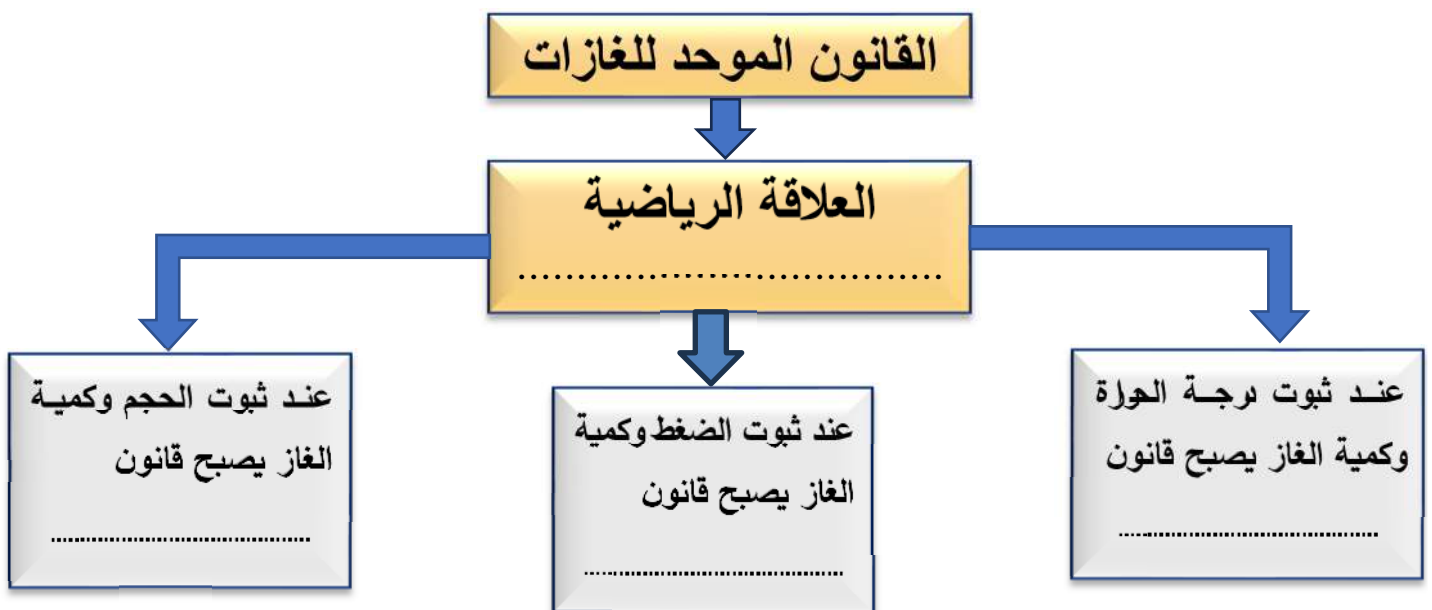 القانون الموحد للغازات
العلاقة الرياضية
....................................
عند ثبوت درجة الحرارة
وكمية الغاز يصبح قانون
....................................
عند ثبوت الضغط وكمية
الغاز يصبح قانون
....................................
عند ثبوت الحجم وكمية
الغاز يصبح قانون
....................................